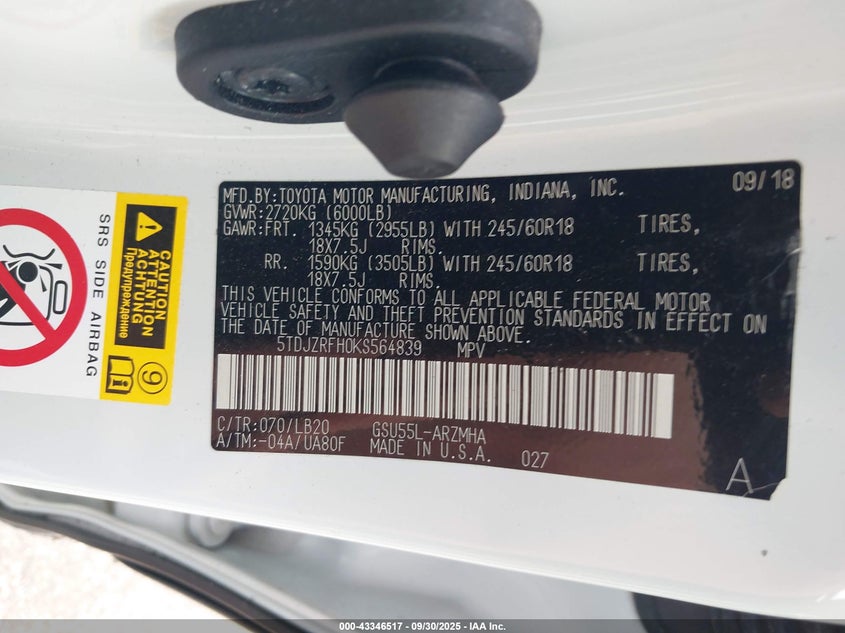 MFD.BY:TOYOTA MOTOR MANUFACTURING, INDIANA, INC. 09/18
GVWR:2720KG (6000LB)
GAWR:FRT. 1345KG (2955LB) WITH 245/60R18 TIRES,
18X7.5J RIMS.
RR. 1590KG (3505LB) WITH 245/60R18 TIRES,
18X7.5J RIMS.
THIS VEHICLE CONFORMS TO ALL APPLICABLE FEDERAL MOTOR
VEHICLE SAFETY AND THEFT PREVENTION STANDARDS IN EFFECT ON
THE DATE OF MANUFACTURE SHOWN ABOVE.
5TDJZRFH0KS564839 MPV
C/TR:070/LB20 GSU55L-ARZMHA
A/TM:-04A/UA80F MADE IN U.S.A. 027
A
CAUTION
ATTENTION
ACHTUNG
Предупреждение
9
SRS SIDE AIRBAG
000-43346517 - 09/30/2025 - IAA Inc.